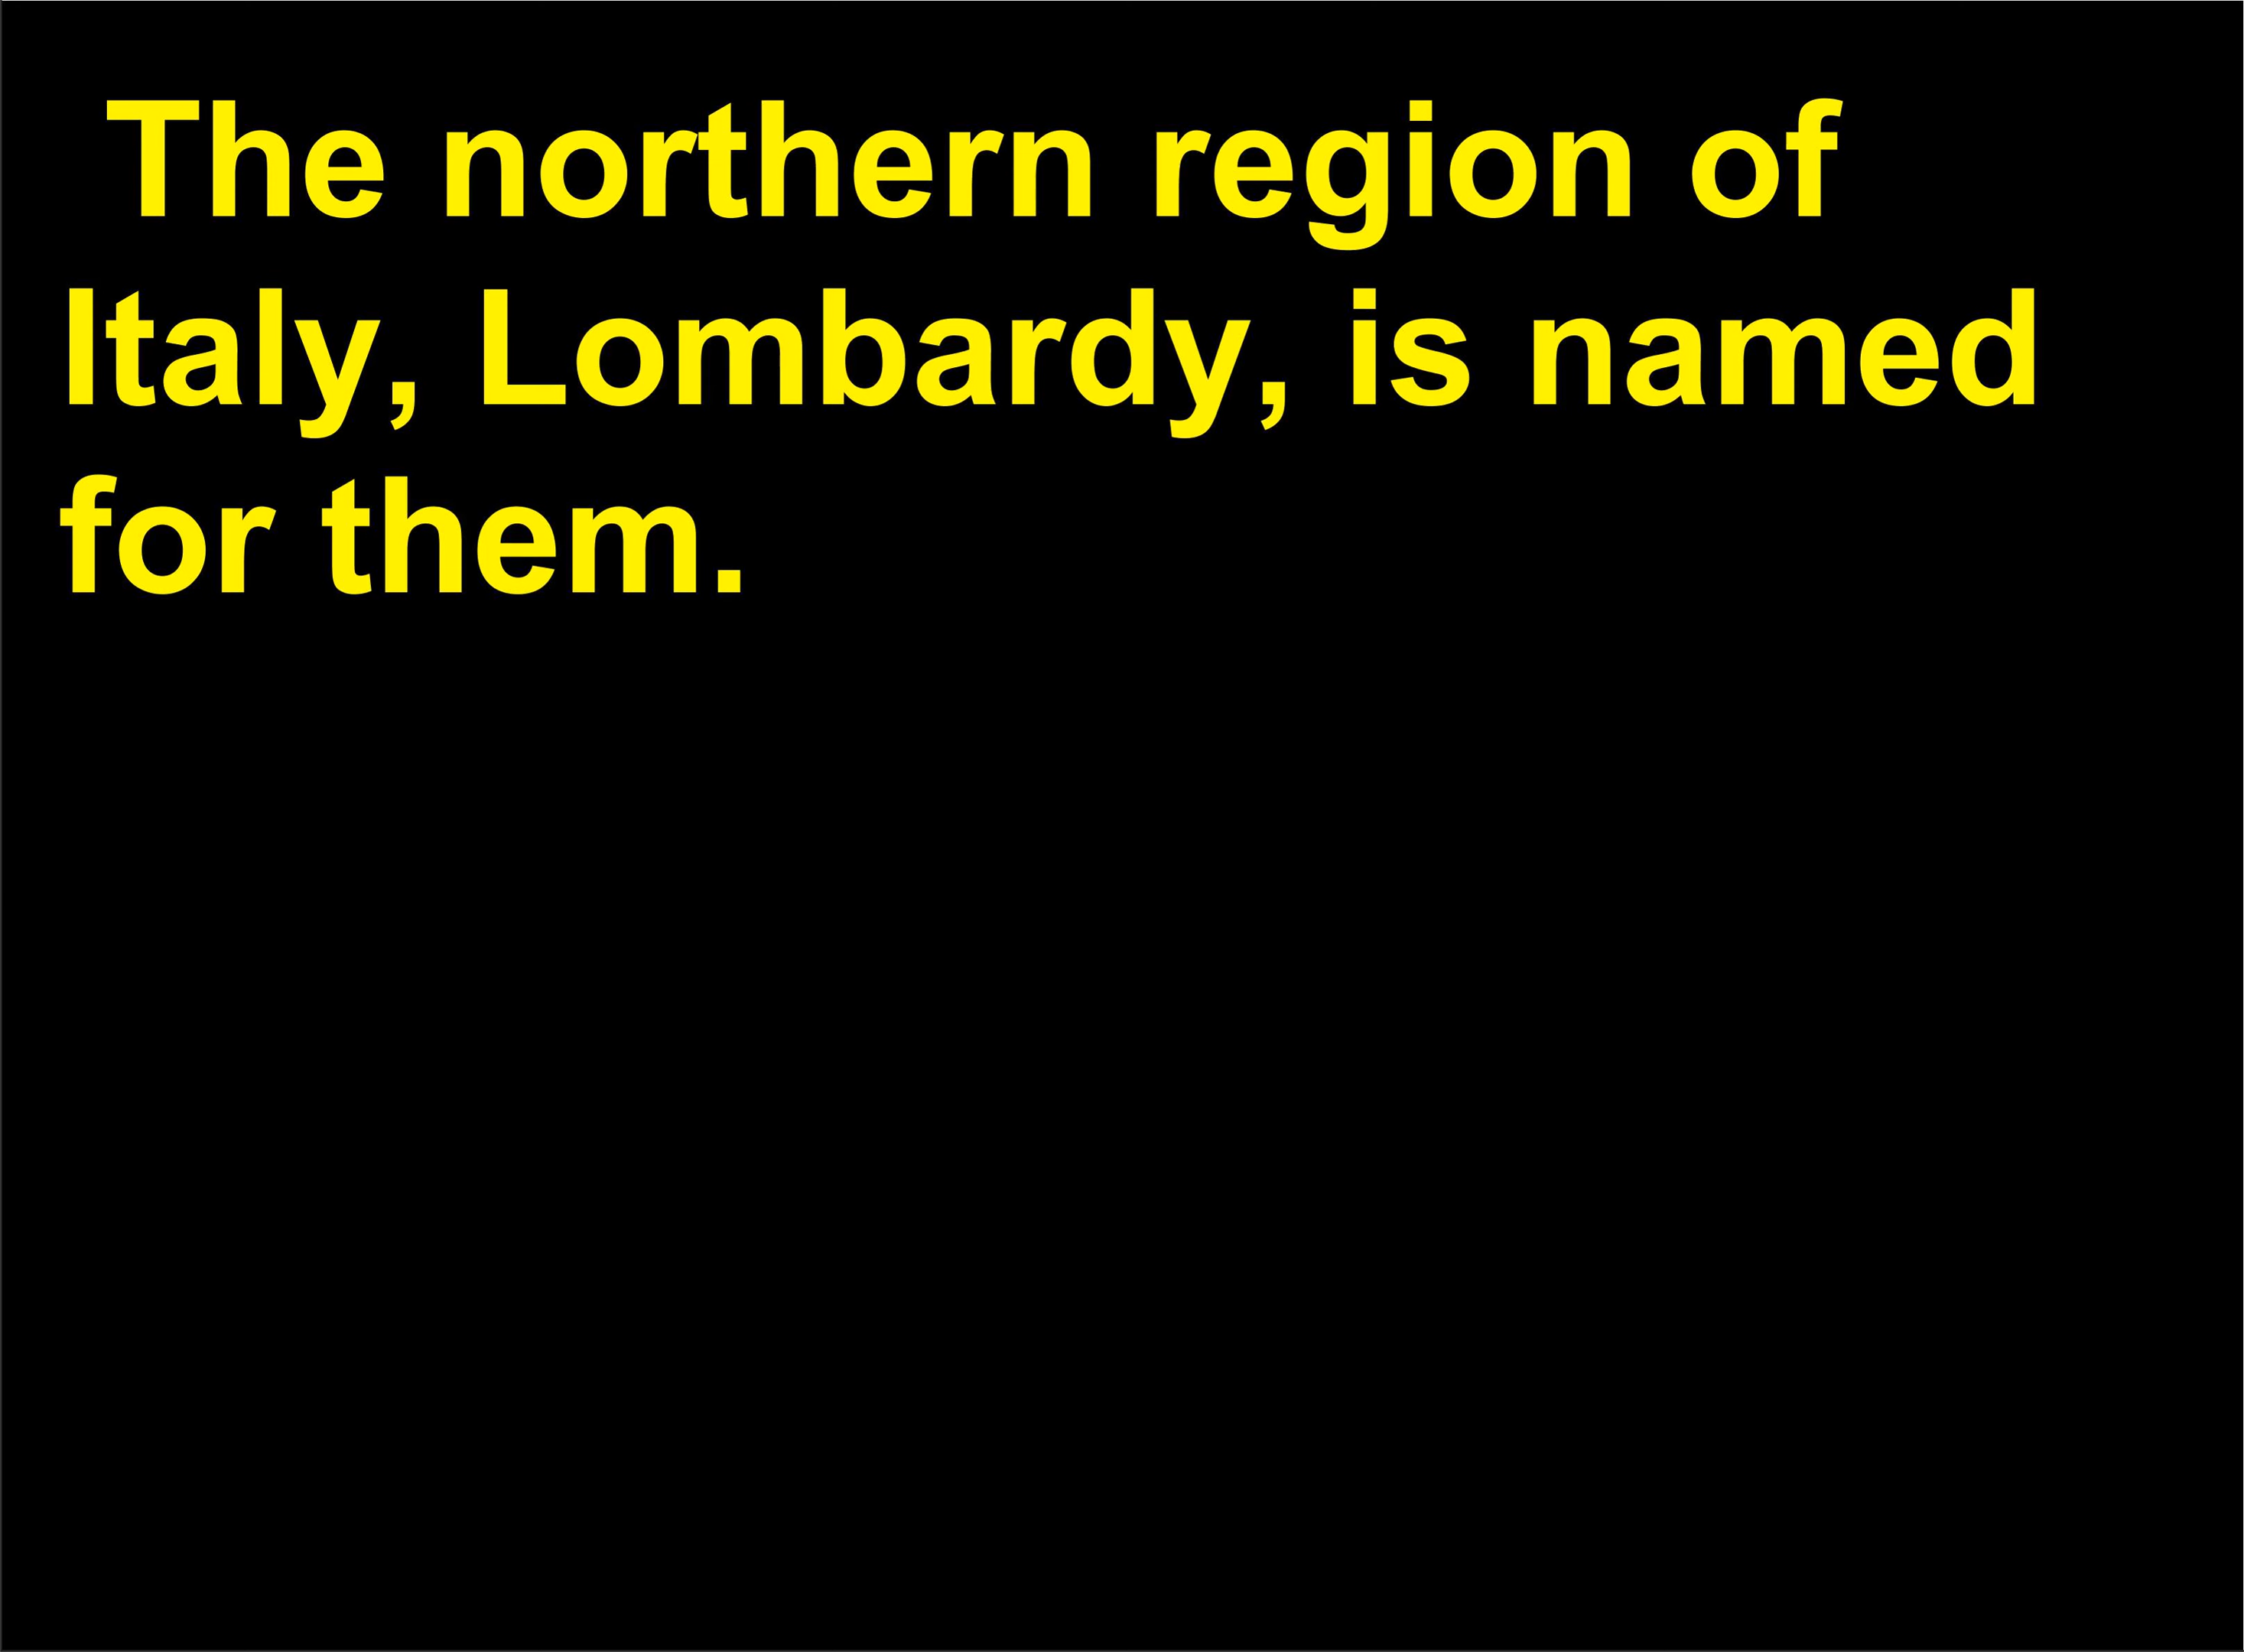 The northern region of
Italy, Lombardy, is named
for them.